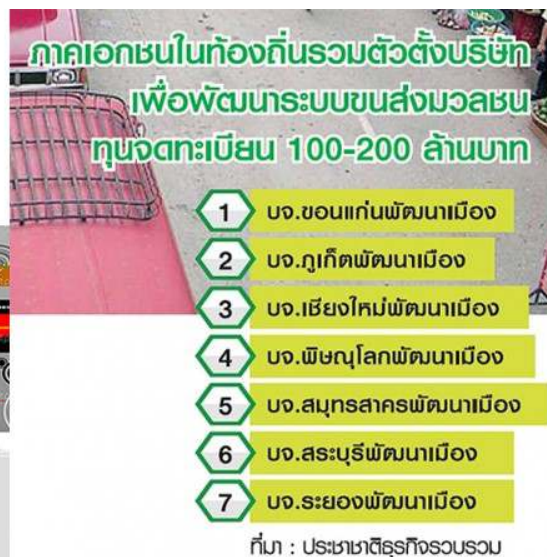 ภาคเอกชนในท้องถิ่นรวมตัวตั้งบริษัท
เพื่อพัฒนาระบบขนส่งมวลชน
ทุนจดทะเบียน 100-200 ล้านบาท
1 บจ.ขอนแก่นพัฒนาเมือง
2 บจ.ภูเก็ตพัฒนาเมือง
3 บจ.เชียงใหม่พัฒนาเมือง
4 บจ.พิษณุโลกพัฒนาเมือง
5 บจ.สมุทรสาครพัฒนาเมือง
6 บจ.สระบุรีพัฒนาเมือง
7 บจ.ระยองพัฒนาเมือง
ที่มา : ประชาชาติธุรกิจรวบรวม